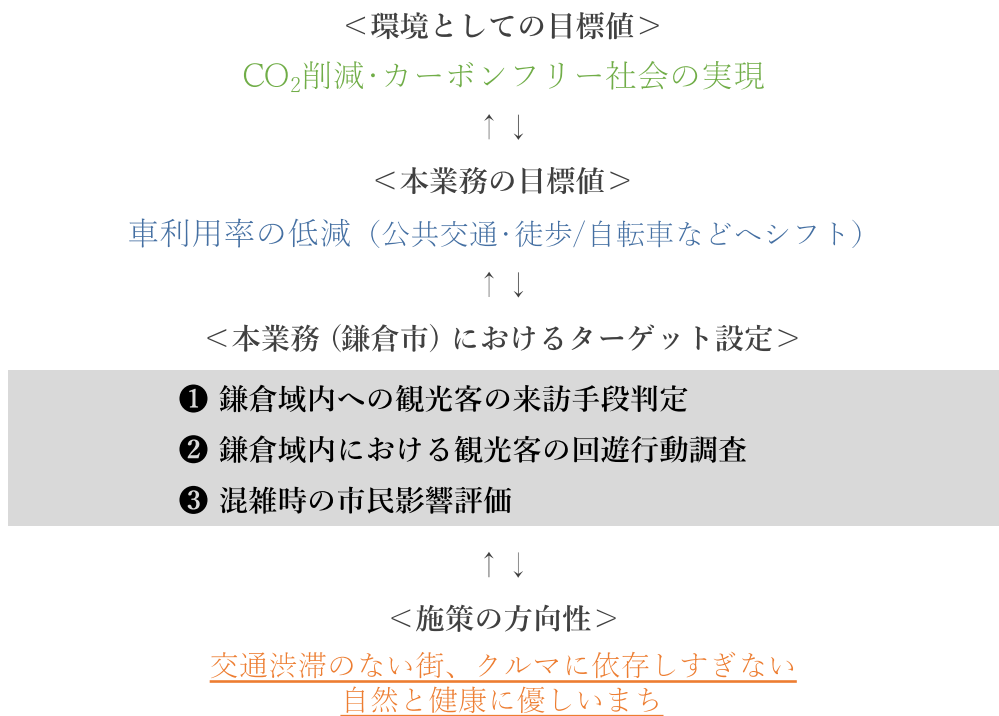 ＜環境としての目標値＞
CO₂削減･カーボンフリー社会の実現
↑ ↓
＜本業務の目標値＞
車利用率の低減（公共交通･徒歩/自転車などへシフト）
↑ ↓
＜本業務（鎌倉市）におけるターゲット設定＞
❶ 鎌倉域内への観光客の来訪手段判定
❷ 鎌倉域内における観光客の回遊行動調査
❸ 混雑時の市民影響評価
↑ ↓
＜施策の方向性＞
交通渋滞のない街、クルマに依存しすぎない
自然と健康に優しいまち